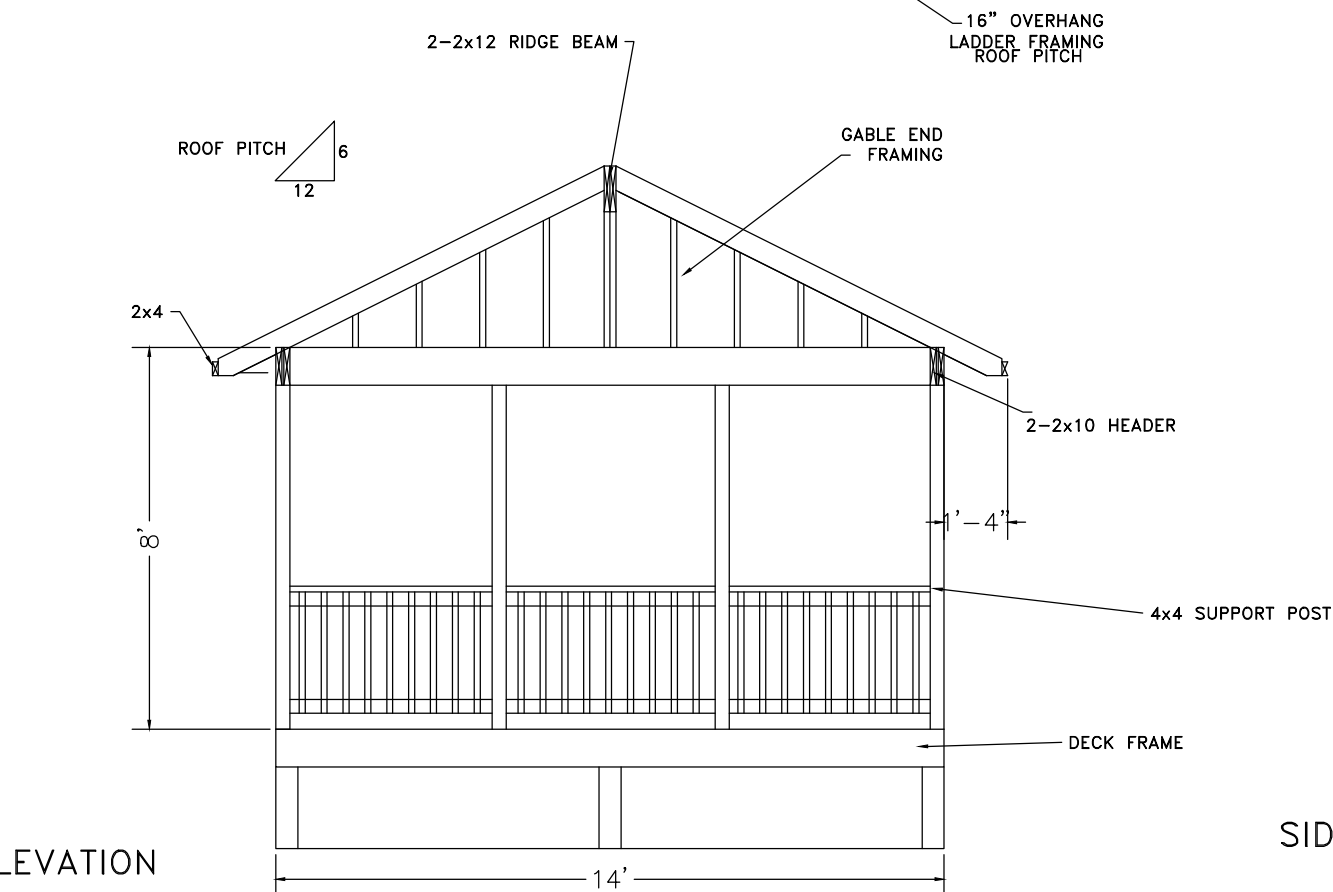 16" OVERHANG
LADDER FRAMING
ROOF PITCH
2-2x12 RIDGE BEAM
GABLE END
FRAMING
ROOF PITCH
6
12
2x4
2-2x10 HEADER
8'
1'-4"
4x4 SUPPORT POST
DECK FRAME
LEVATION
SID
14'